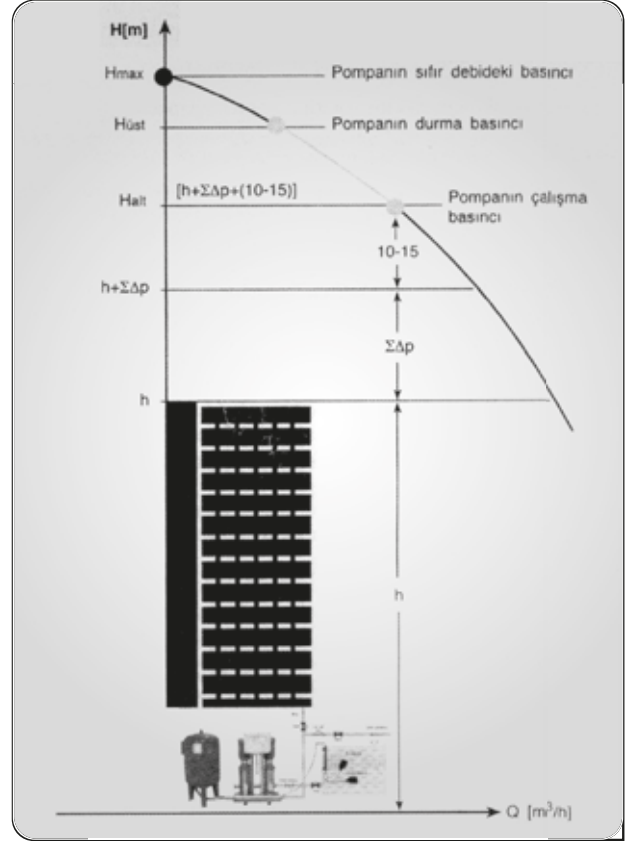 H[m]
Hmax
Pompanın sıfır debideki basıncı
Hüst
Pompanın durma basıncı
Halt
[h+ΣΔp+(10-15)]
Pompanın çalışma
basıncı
10-15
h+ΣΔp
ΣΔp
h
h
Q [m³/h]